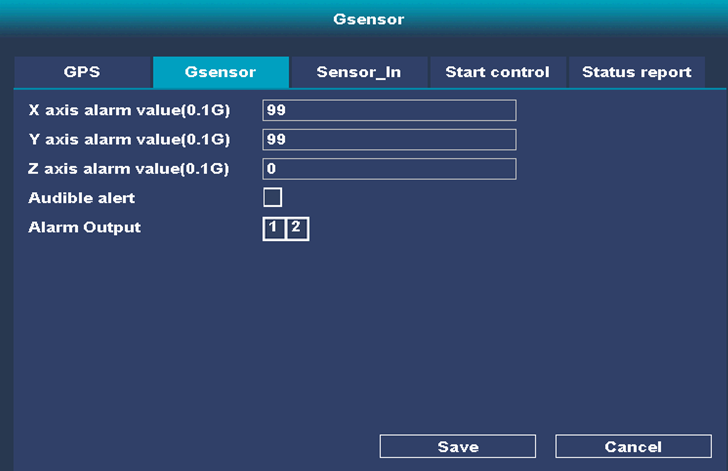 Gsensor
GPS Gsensor Sensor_In Start control Status report
X axis alarm value(0.1G) 99
Y axis alarm value(0.1G) 99
Z axis alarm value(0.1G) 0
Audible alert
Alarm Output 1 2
Save Cancel